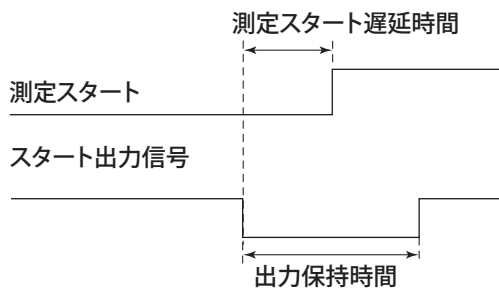 測定スタート遅延時間
測定スタート
スタート出力信号
出力保持時間